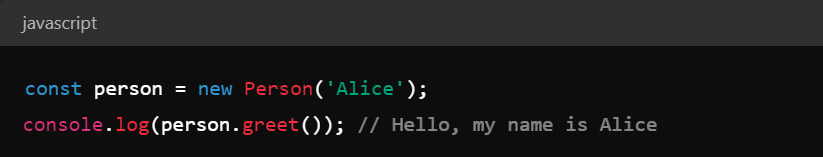 javascript
const person = new Person('Alice');
console.log(person.greet()); // Hello, my name is Alice